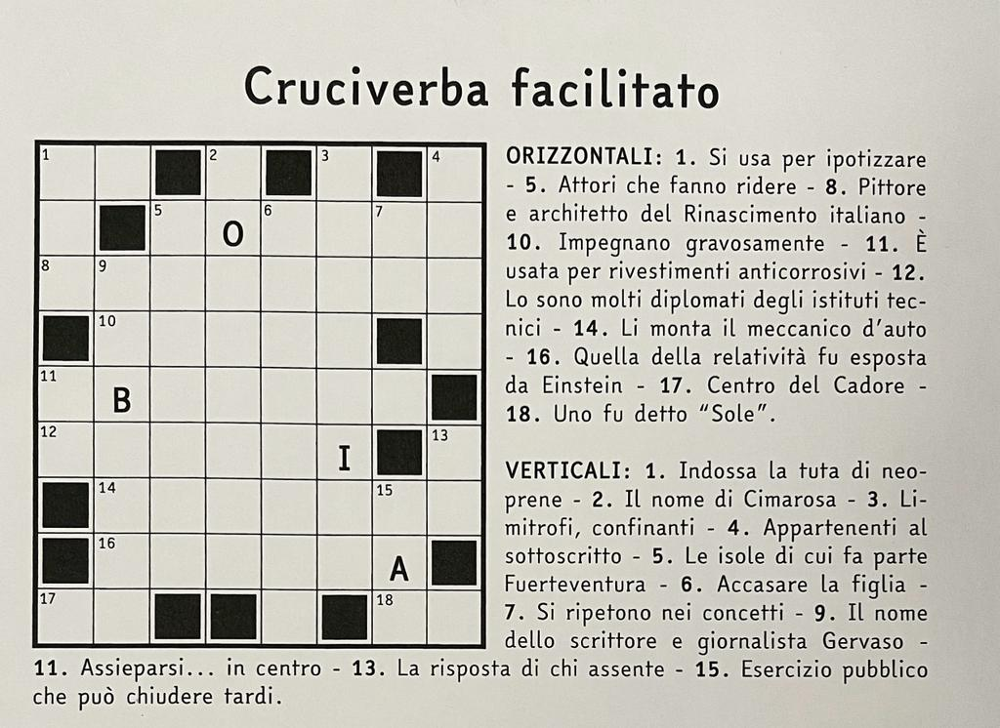 Cruciverba facilitato
1 2 3 4
5 O 6 7
8 9
10
11 B
12 I 13
14 15
16 A
17 18
ORIZZONTALI: 1. Si usa per ipotizzare
- 5. Attori che fanno ridere - 8. Pittore
e architetto del Rinascimento italiano -
10. Impegnano gravosamente - 11. È
usata per rivestimenti anticorrosivi - 12.
Lo sono molti diplomati degli istituti tec-
nici - 14. Li monta il meccanico d'auto
- 16. Quella della relatività fu esposta
da Einstein - 17. Centro del Cadore -
18. Uno fu detto "Sole".
VERTICALI: 1. Indossa la tuta di neo-
prene - 2. Il nome di Cimarosa - 3. Li-
mitrofi, confinanti - 4. Appartenenti al
sottoscritto - 5. Le isole di cui fa parte
Fuerteventura - 6. Accasare la figlia -
7. Si ripetono nei concetti - 9. Il nome
dello scrittore e giornalista Gervaso -
11. Assieparsi... in centro - 13. La risposta di chi assente - 15. Esercizio pubblico
che può chiudere tardi.